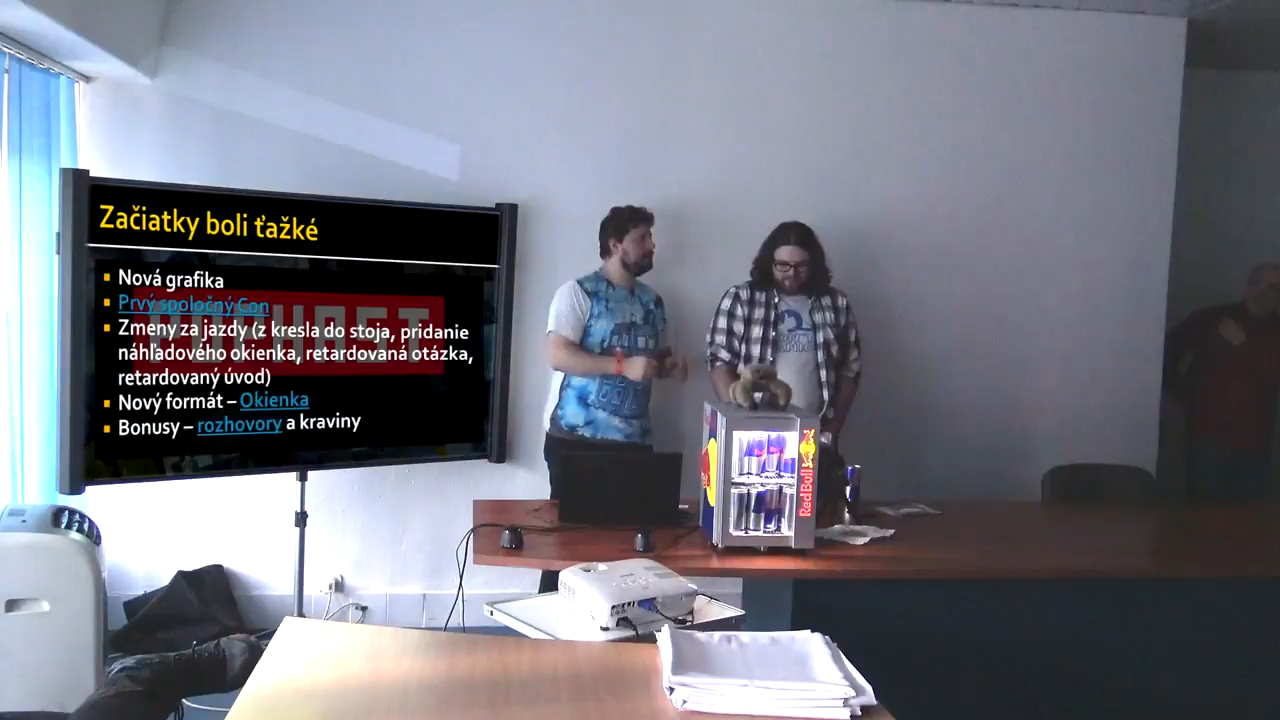 Začiatky boli ťažké
Nová grafika
Prvý spoločný Con
Zmeny za jazdy (z kresla do stoja, pridanie
náhľadového okienka, retardovaná otázka,
retardovaný úvod)
Nový formát – Okienka
Bonusy – rozhovory a kraviny
Red Bull